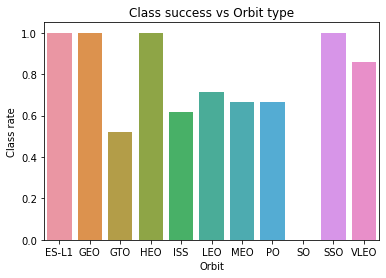 Class success vs Orbit type
Class rate
1.0
0.8
0.6
0.4
0.2
0.0
ES-L1 GEO GTO HEO ISS LEO MEO PO SO SSO VLEO
Orbit